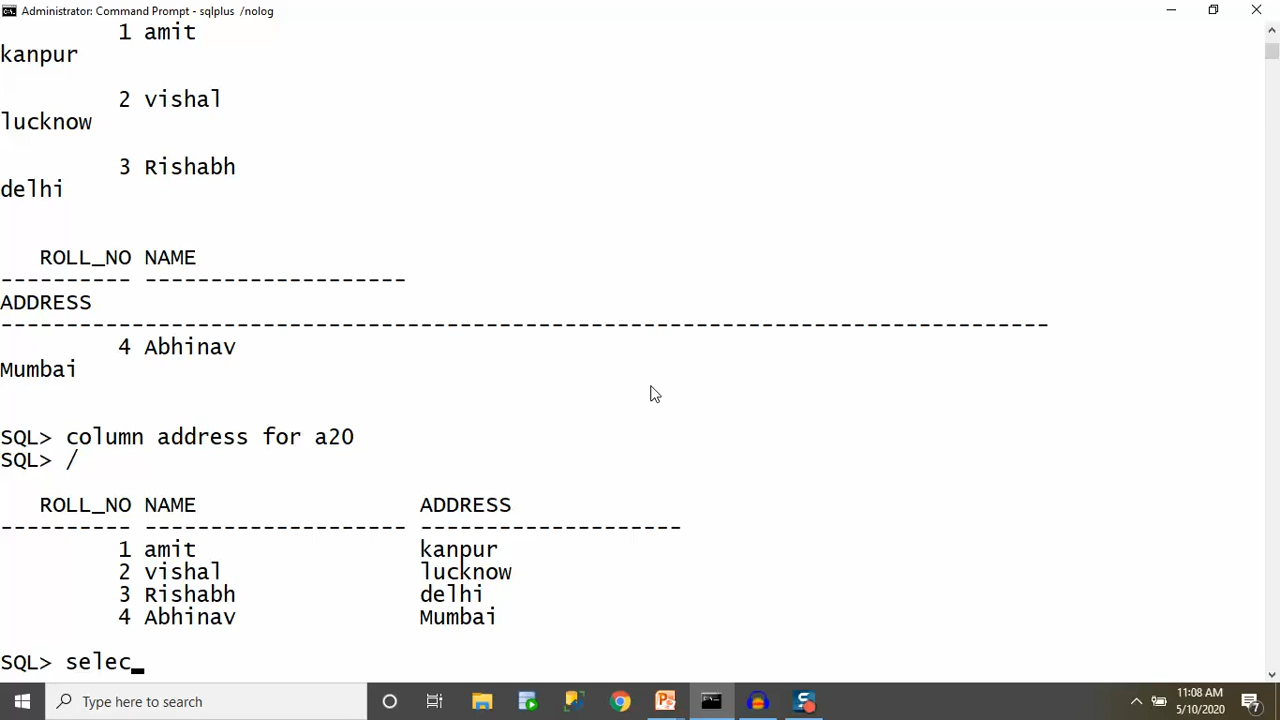 Administrator: Command Prompt - sqlplus /nolog
1 amit
kanpur
2 vishal
lucknow
3 Rishabh
delhi
ROLL_NO NAME
---------- --------------------
ADDRESS
--------------------------------------------------------------------------------
4 Abhinav
Mumbai
SQL> column address for a20
SQL> /
ROLL_NO NAME ADDRESS
---------- -------------------- --------------------
1 amit kanpur
2 vishal lucknow
3 Rishabh delhi
4 Abhinav Mumbai
SQL> selec_
Type here to search
11:08 AM
5/10/2020
7